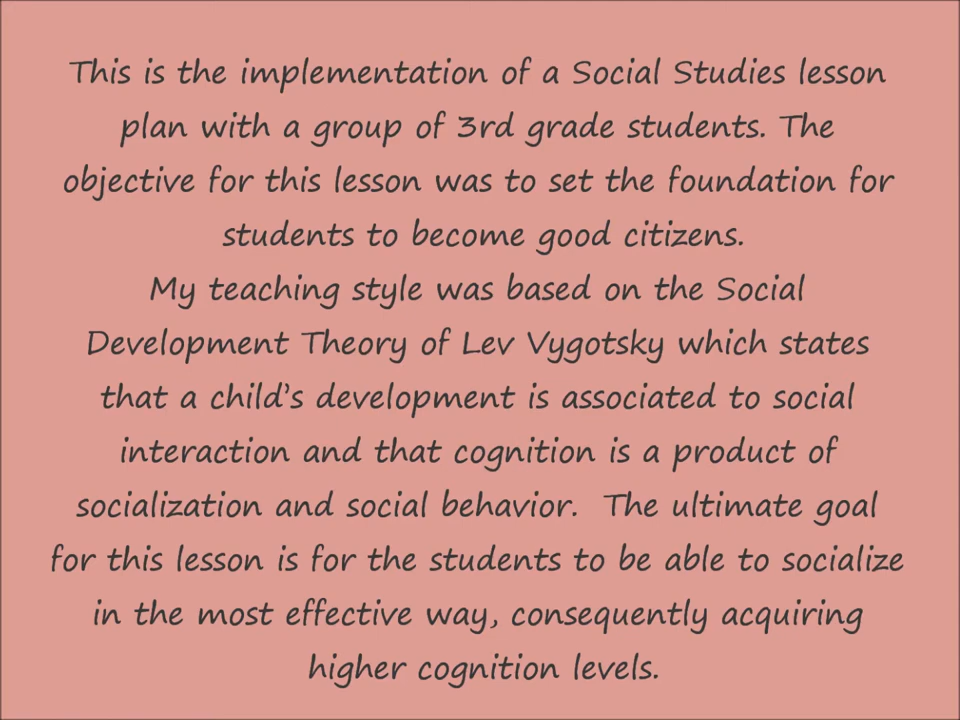 This is the implementation of a Social Studies lesson
plan with a group of 3rd grade students. The
objective for this lesson was to set the foundation for
students to become good citizens.
My teaching style was based on the Social
Development Theory of Lev Vygotsky which states
that a child’s development is associated to social
interaction and that cognition is a product of
socialization and social behavior.  The ultimate goal
for this lesson is for the students to be able to socialize
in the most effective way, consequently acquiring
higher cognition levels.